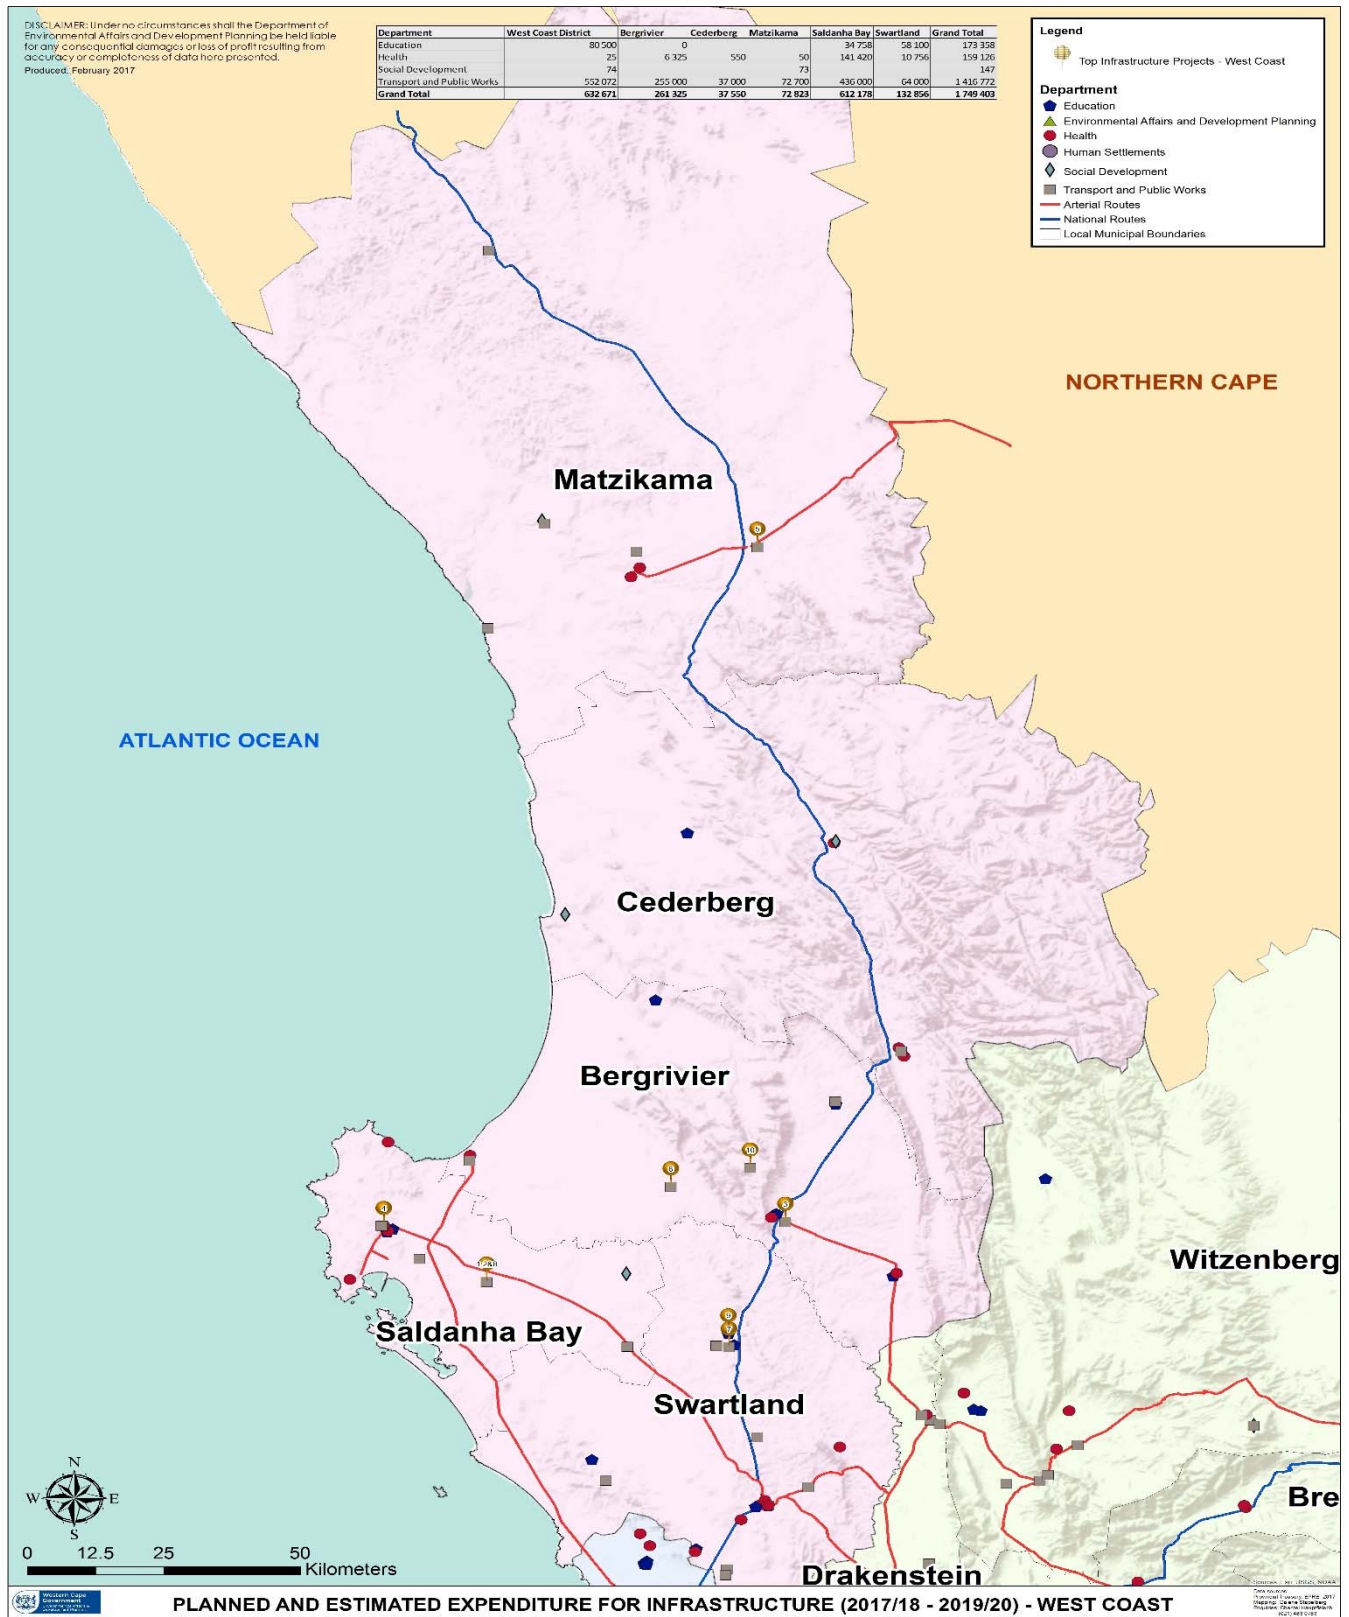 DISCLAIMER: Under no circumstances shall the Department of
Environmental Affairs and Development Planning be held liable
for any consequential damages or loss of profit resulting from
accuracy or completeness of data here presented.
Produced: February 2017
Department West Coast District Bergrivier Cederberg Matzikama Saldanha Bay Swartland Grand Total
Education 80 500 0 34 758 58 100 173 358
Health 25 6 325 550 50 141 420 10 756 159 126
Social Development 74 73 147
Transport and Public Works 552 072 255 000 37 000 72 700 436 000 64 000 1 416 772
Grand Total 632 671 261 325 37 550 72 823 612 178 132 856 1 749 403
Legend
Top Infrastructure Projects - West Coast
Department
Education
Environmental Affairs and Development Planning
Health
Human Settlements
Social Development
Transport and Public Works
Arterial Routes
National Routes
Local Municipal Boundaries
NORTHERN CAPE
Matzikama
5
ATLANTIC OCEAN
Cederberg
Bergrivier
10
6
4
Witzenberg
Saldanha Bay
9
7
Swartland
N
W E
S
Bre
0 12.5 25 50
Kilometers
Drakenstein
Western Cape
Government
PLANNED AND ESTIMATED EXPENDITURE FOR INFRASTRUCTURE (2017/18 - 2019/20) - WEST COAST